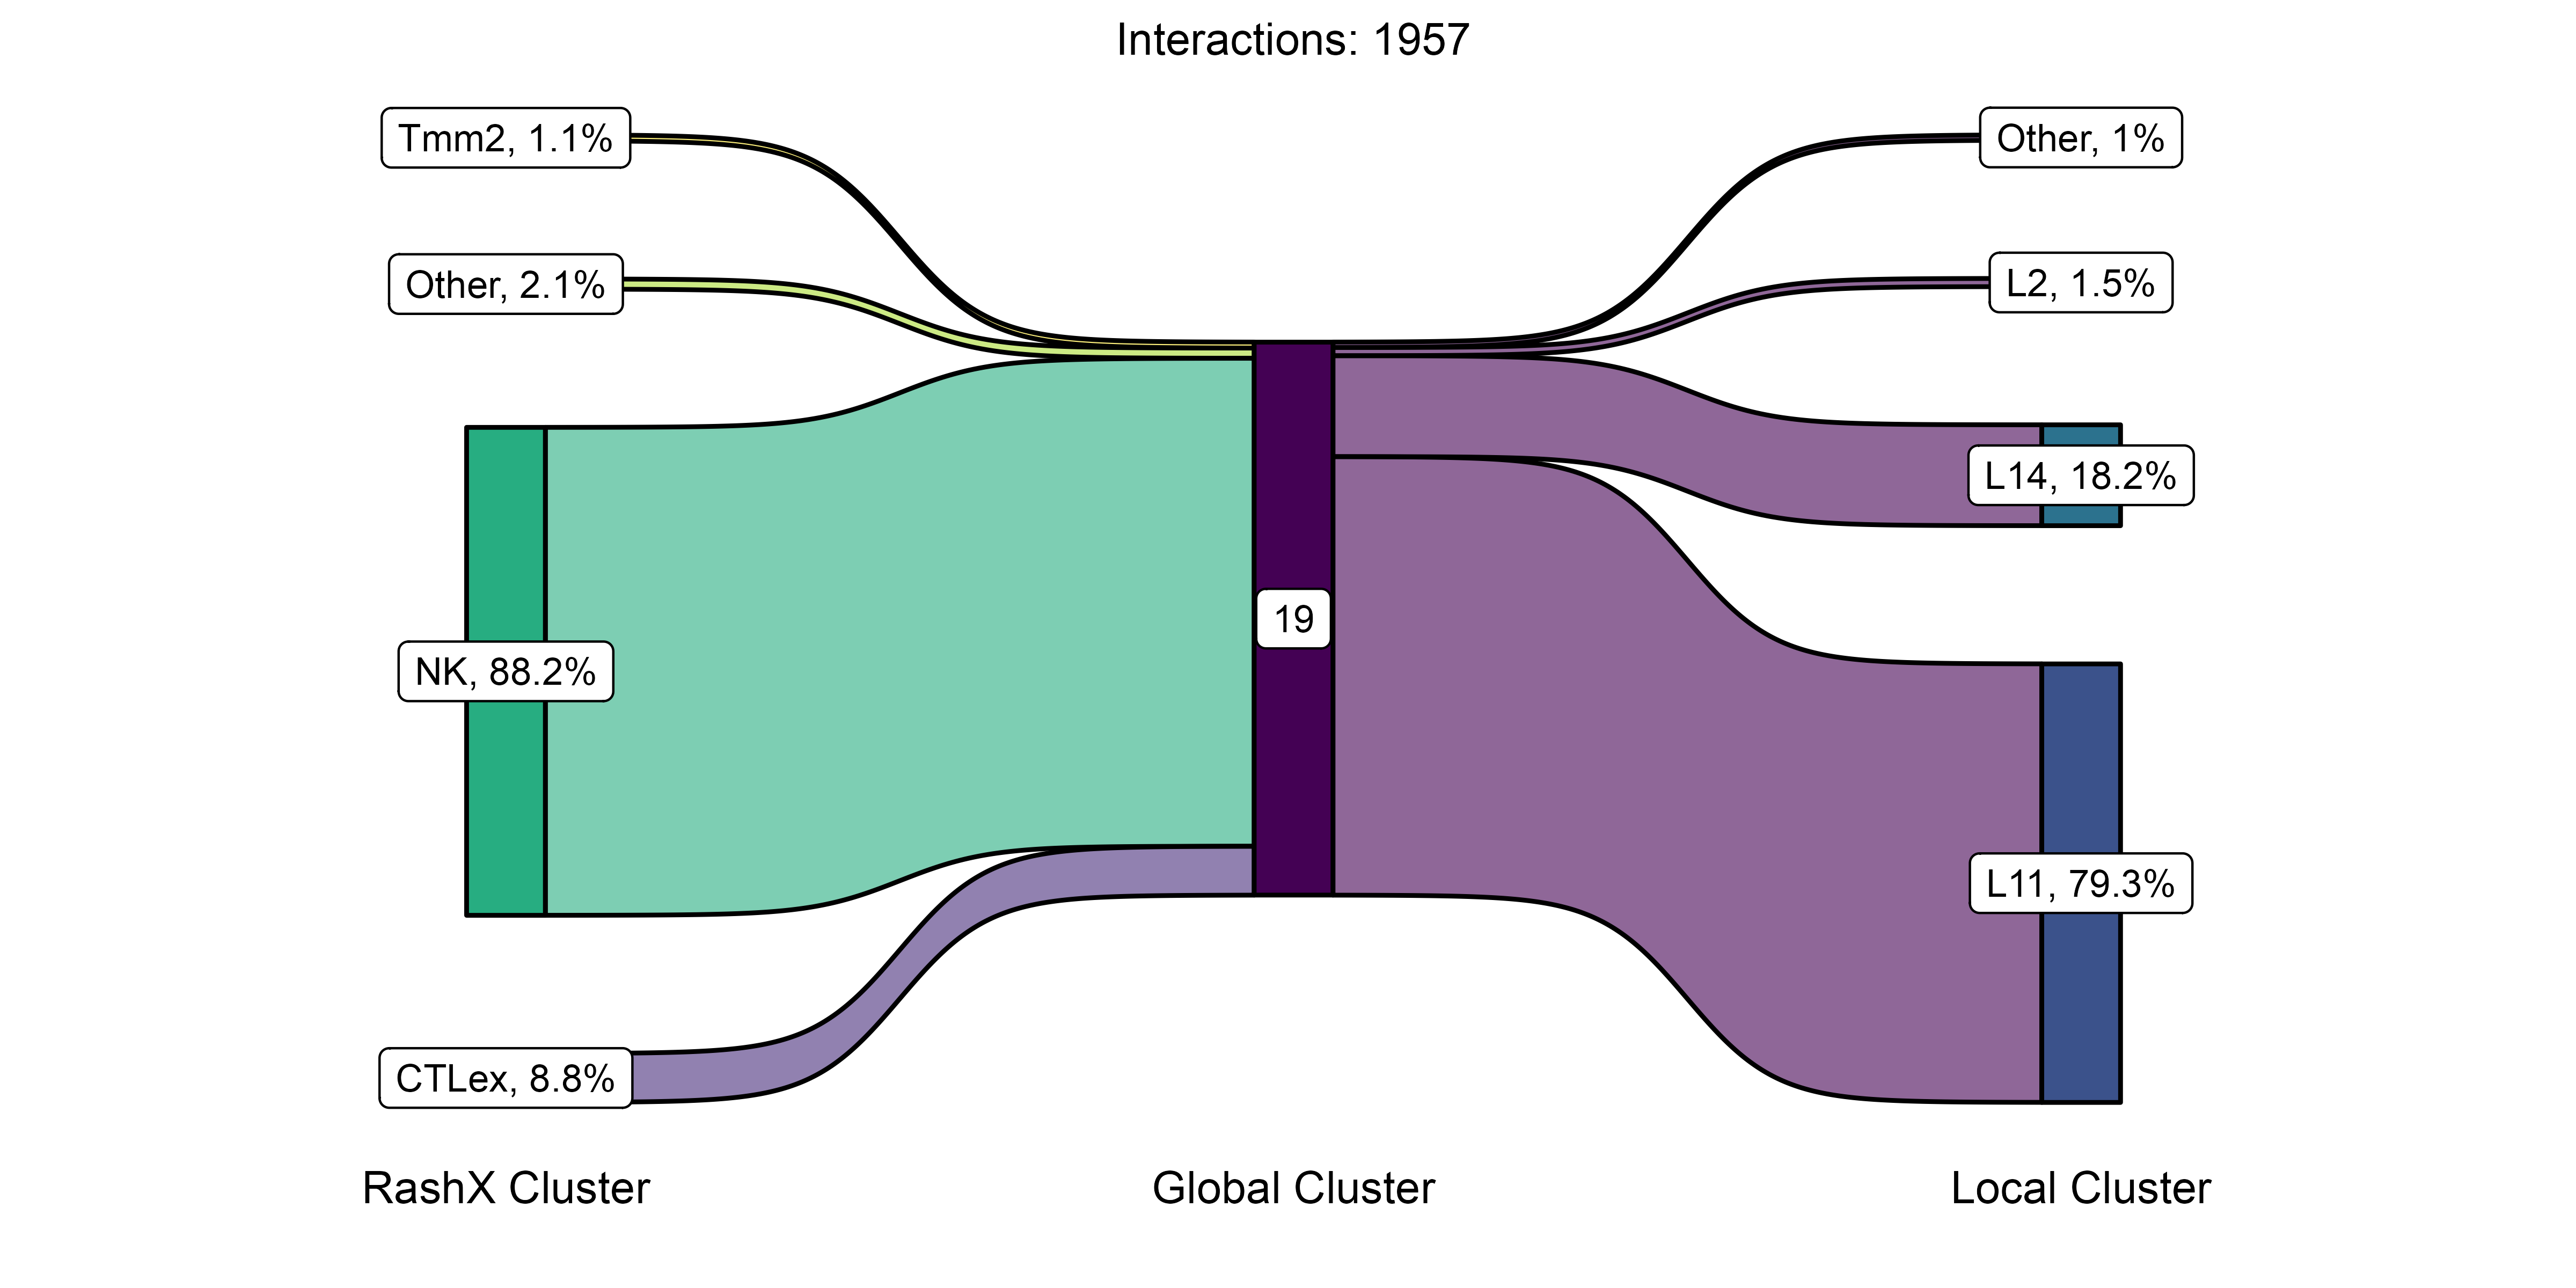 Interactions: 1957
Tmm2, 1.1%
Other, 2.1%
NK, 88.2%
CTLex, 8.8%
19
Other, 1%
L2, 1.5%
L14, 18.2%
L11, 79.3%
RashX Cluster
Global Cluster
Local Cluster